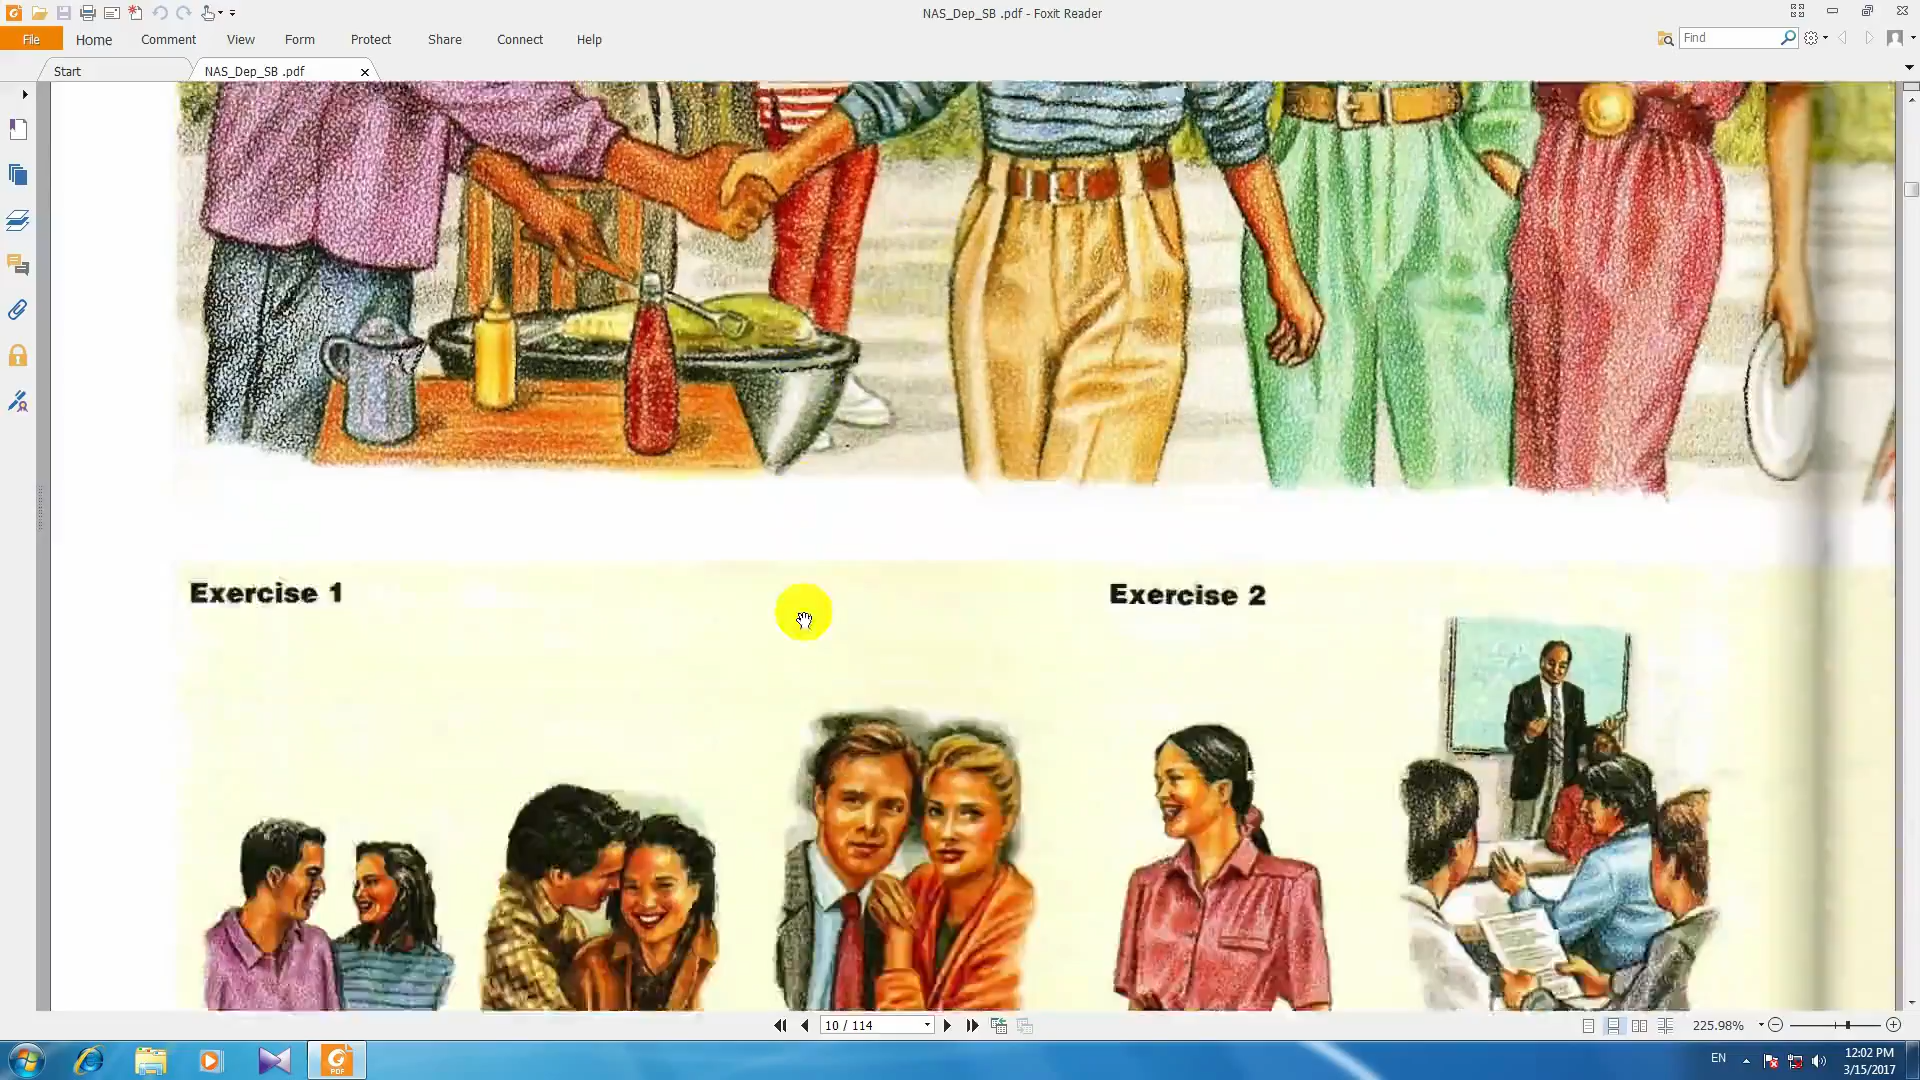 NAS_Dep_SB .pdf - Foxit Reader
File Home Comment View Form Protect Share Connect Help
Find
Start NAS_Dep_SB .pdf
Exercise 1 Exercise 2
10 / 114
225.98%
PDF
EN
12:02 PM
3/15/2017